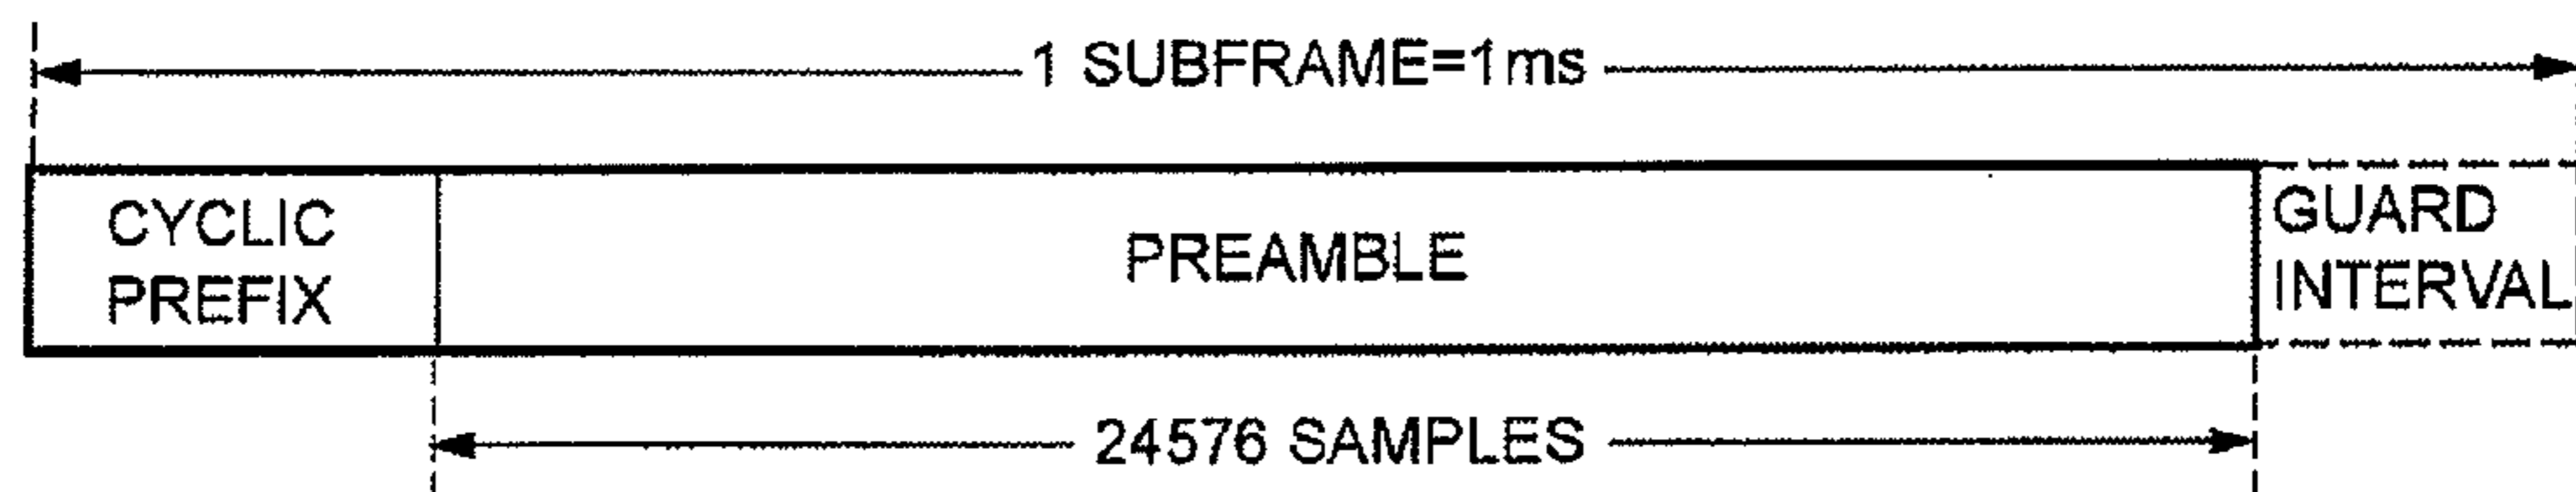 1 SUBFRAME=1ms
CYCLIC
PREFIX
PREAMBLE
GUARD
INTERVAL
24576 SAMPLES